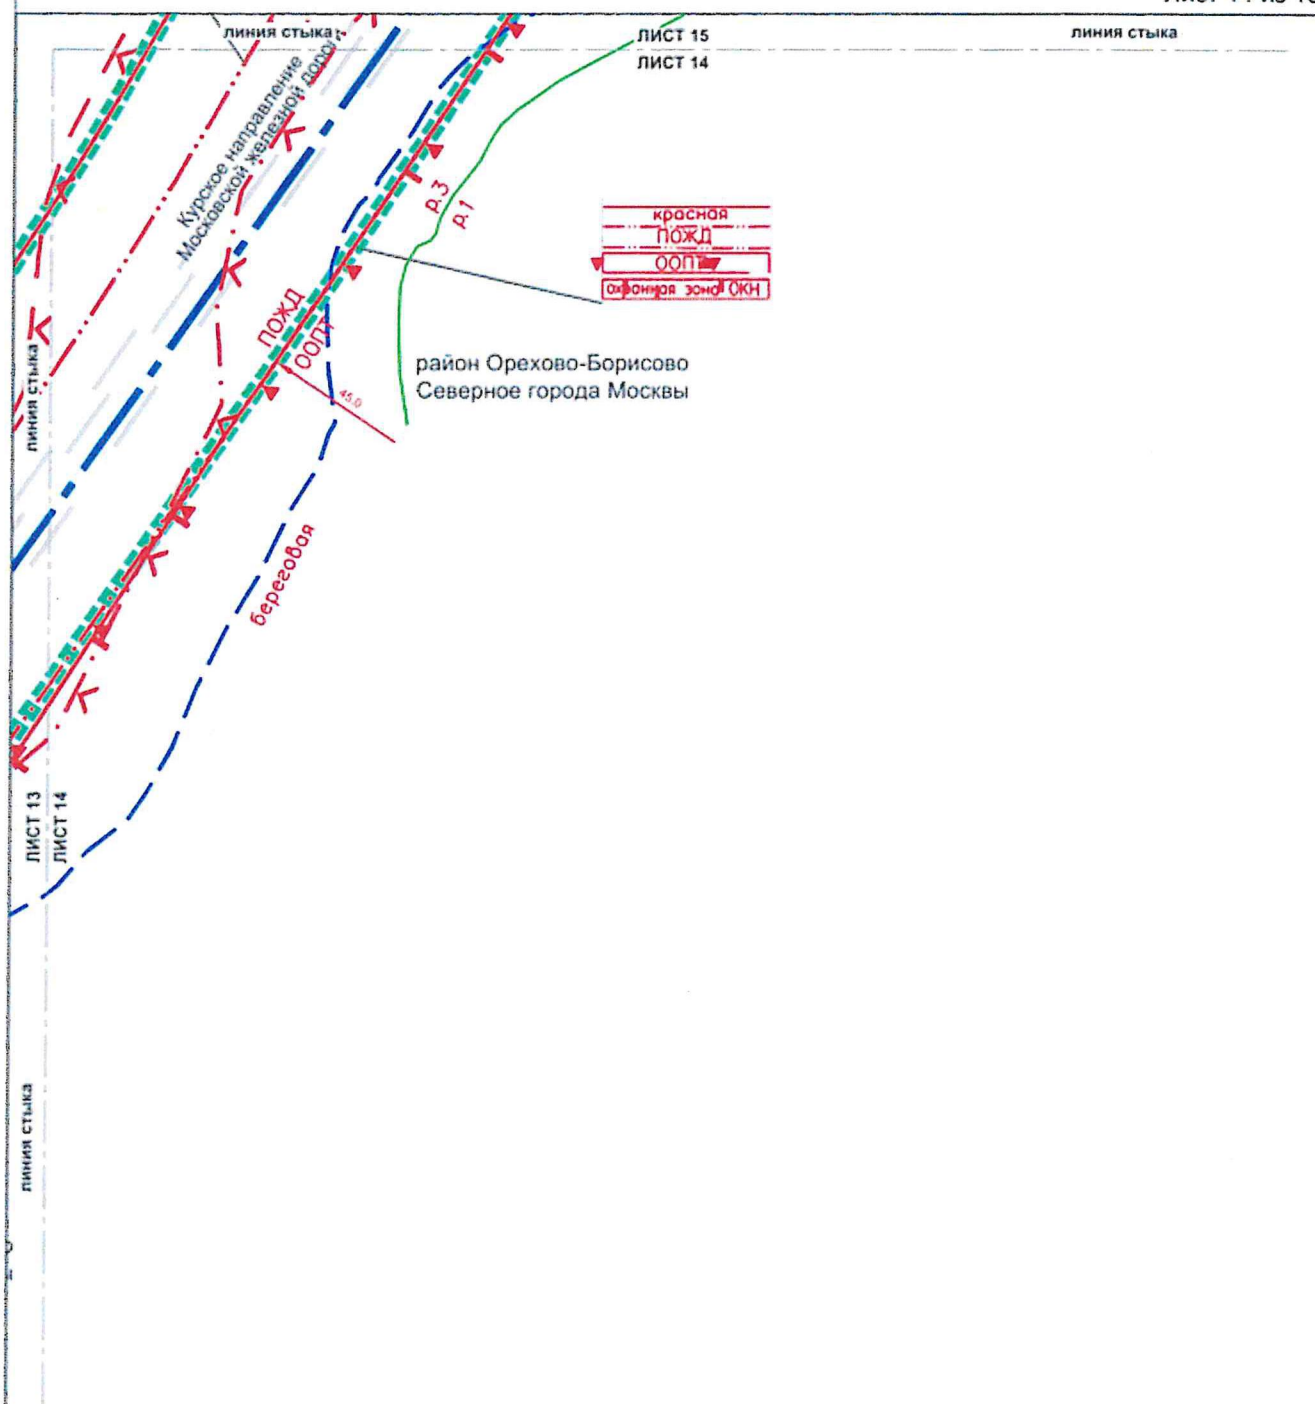 линия стыка
ЛИСТ 15
ЛИСТ 14
линия стыка
Курское направление
Московской железной дороги
р.3
р.1
красная
ПОЖД
ООПТ
охранная зона ОКН
ПОЖД
ООПТ
45.0
район Орехово-Борисово
Северное города Москвы
линия стыка
береговая
ЛИСТ 13
ЛИСТ 14
линия стыка